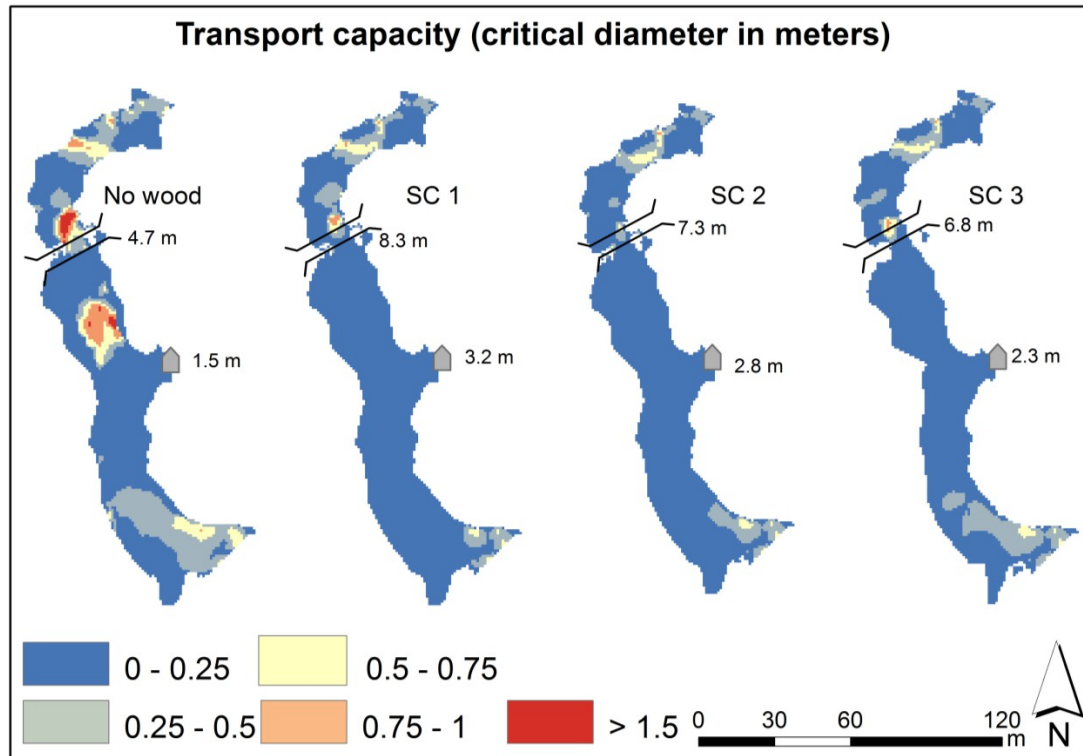 Transport capacity (critical diameter in meters)
No wood
SC 1
SC 2
SC 3
4.7 m
8.3 m
7.3 m
6.8 m
1.5 m
3.2 m
2.8 m
2.3 m
0 - 0.25
0.5 - 0.75
0.25 - 0.5
0.75 - 1
> 1.5
0 30 60 120
m
N